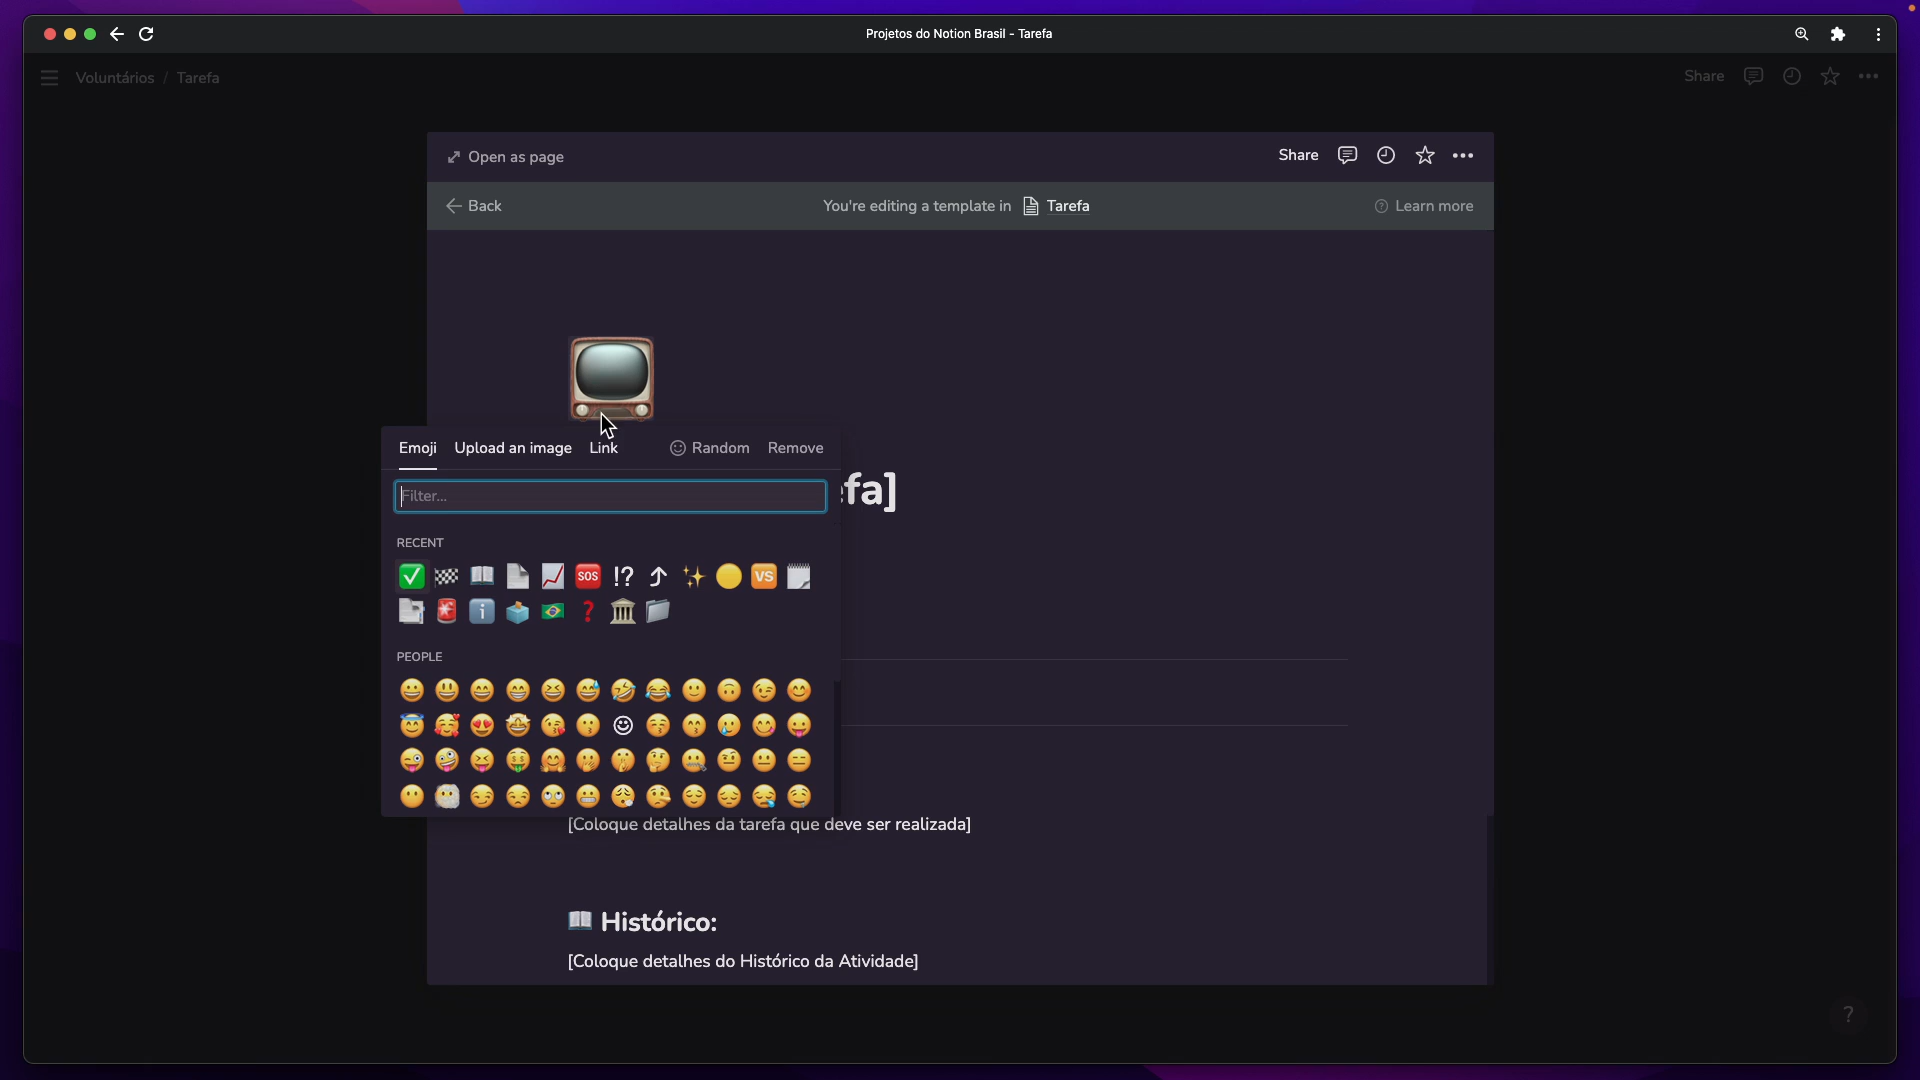 Projetos do Notion Brasil - Tarefa
Voluntários / Tarefa
Share
Open as page
Share
Back
You're editing a template in Tarefa
Learn more
Emoji Upload an image Link Random Remove
fa]
Filter...
RECENT
SOS !? VS
PEOPLE
[Coloque detalhes da tarefa que deve ser realizada]
Histórico:
[Coloque detalhes do Histórico da Atividade]
?